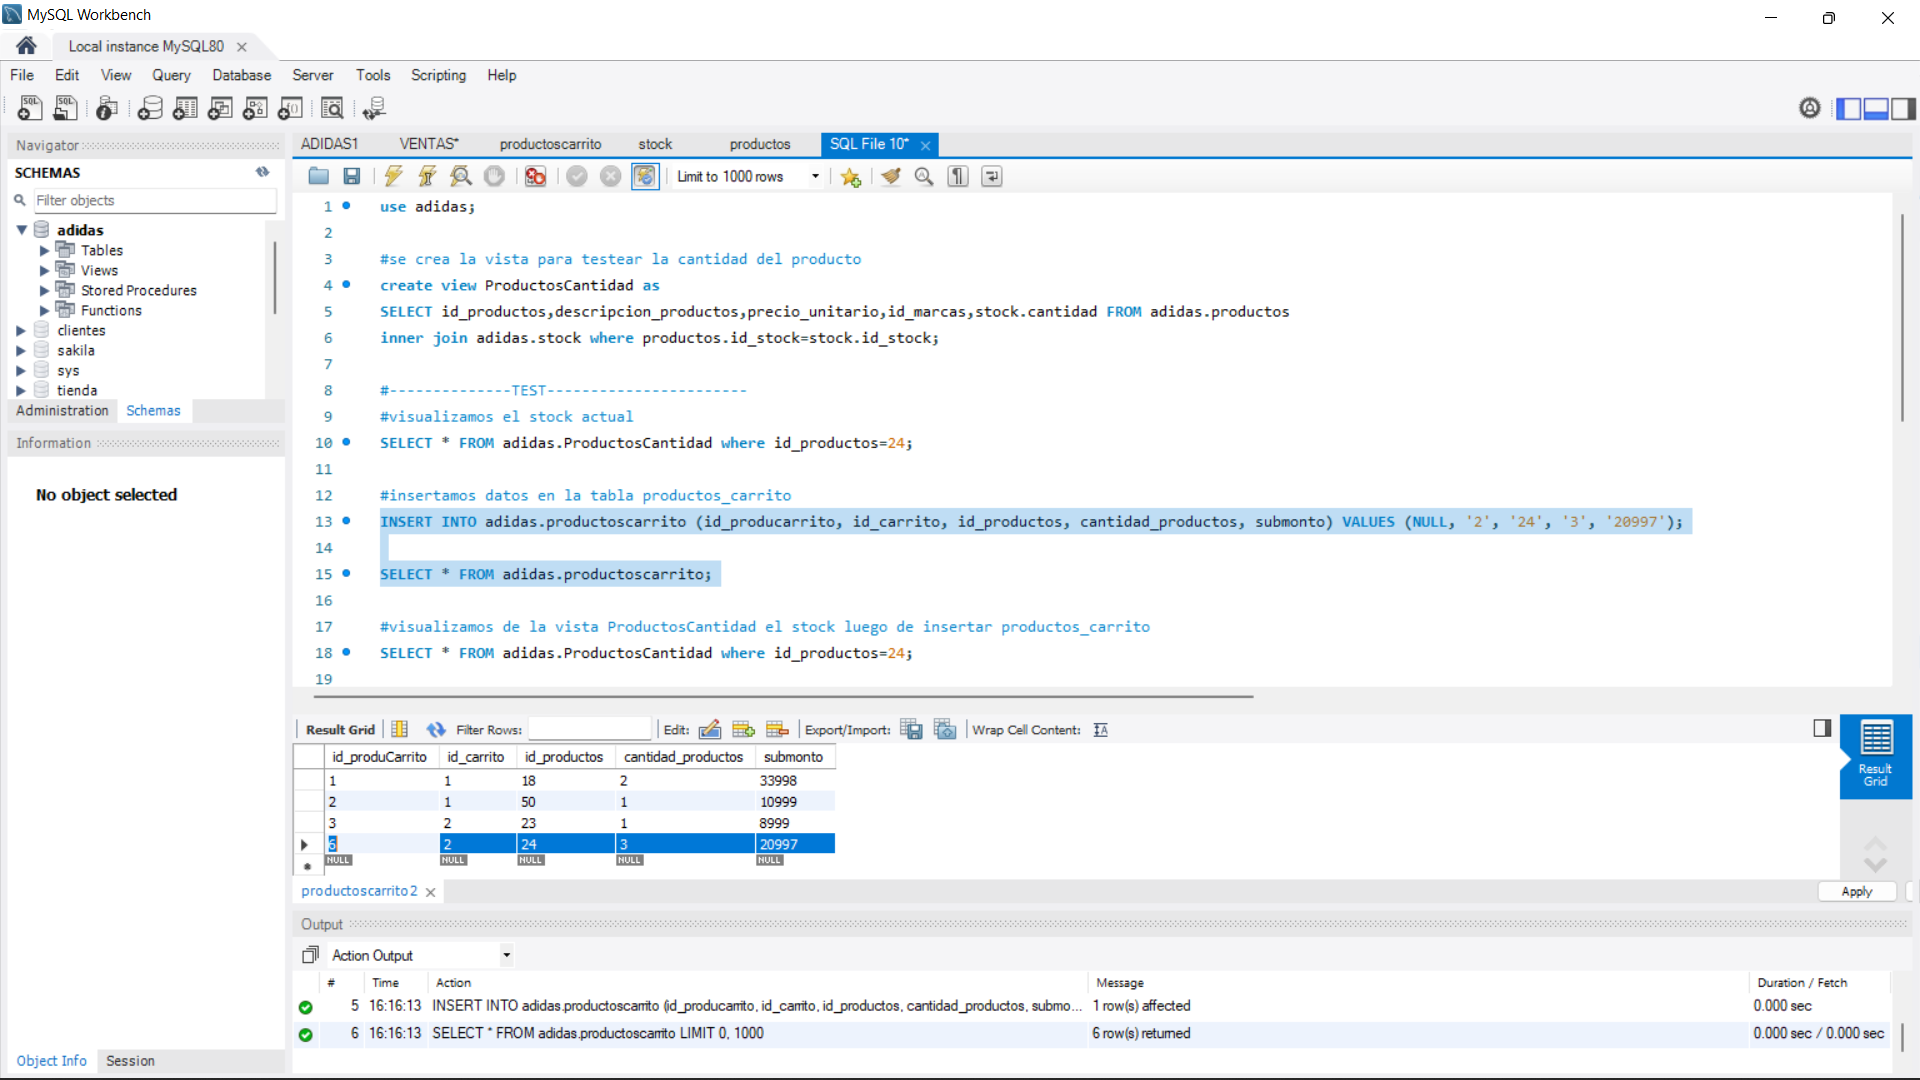 MySQL Workbench
Local instance MySQL80
File Edit View Query Database Server Tools Scripting Help
Navigator
SCHEMAS
Filter objects
adidas
Tables
Views
Stored Procedures
Functions
clientes
sakila
sys
tienda
Administration Schemas
Information
No object selected
Object Info Session
ADIDAS1 VENTAS* productoscarrito stock productos SQL File 10*
Limit to 1000 rows
1 use adidas;
2
3 #se crea la vista para testear la cantidad del producto
4 create view ProductosCantidad as
5 SELECT id_productos,descripcion_productos,precio_unitario,id_marcas,stock.cantidad FROM adidas.productos
6 inner join adidas.stock where productos.id_stock=stock.id_stock;
7
8 #--------------TEST-----------------------
9 #visualizamos el stock actual
10 SELECT * FROM adidas.ProductosCantidad where id_productos=24;
11
12 #insertamos datos en la tabla productos_carrito
13 INSERT INTO adidas.productoscarrito (id_producarrito, id_carrito, id_productos, cantidad_productos, submonto) VALUES (NULL, '2', '24', '3', '20997');
14
15 SELECT * FROM adidas.productoscarrito;
16
17 #visualizamos de la vista ProductosCantidad el stock luego de insertar productos_carrito
18 SELECT * FROM adidas.ProductosCantidad where id_productos=24;
19
Result Grid Filter Rows: Edit: Export/Import: Wrap Cell Content:
id_produCarrito id_carrito id_productos cantidad_productos submonto
1 1 18 2 33998
2 1 50 1 10999
3 2 23 1 8999
6 2 24 3 20997
NULL NULL NULL NULL NULL
Result Grid
productoscarrito 2
Apply
Output
Action Output
# Time Action Message Duration / Fetch
5 16:16:13 INSERT INTO adidas.productoscarrito (id_producarrito, id_carrito, id_productos, cantidad_productos, submo... 1 row(s) affected 0.000 sec
6 16:16:13 SELECT * FROM adidas.productoscarrito LIMIT 0, 1000 6 row(s) returned 0.000 sec / 0.000 sec